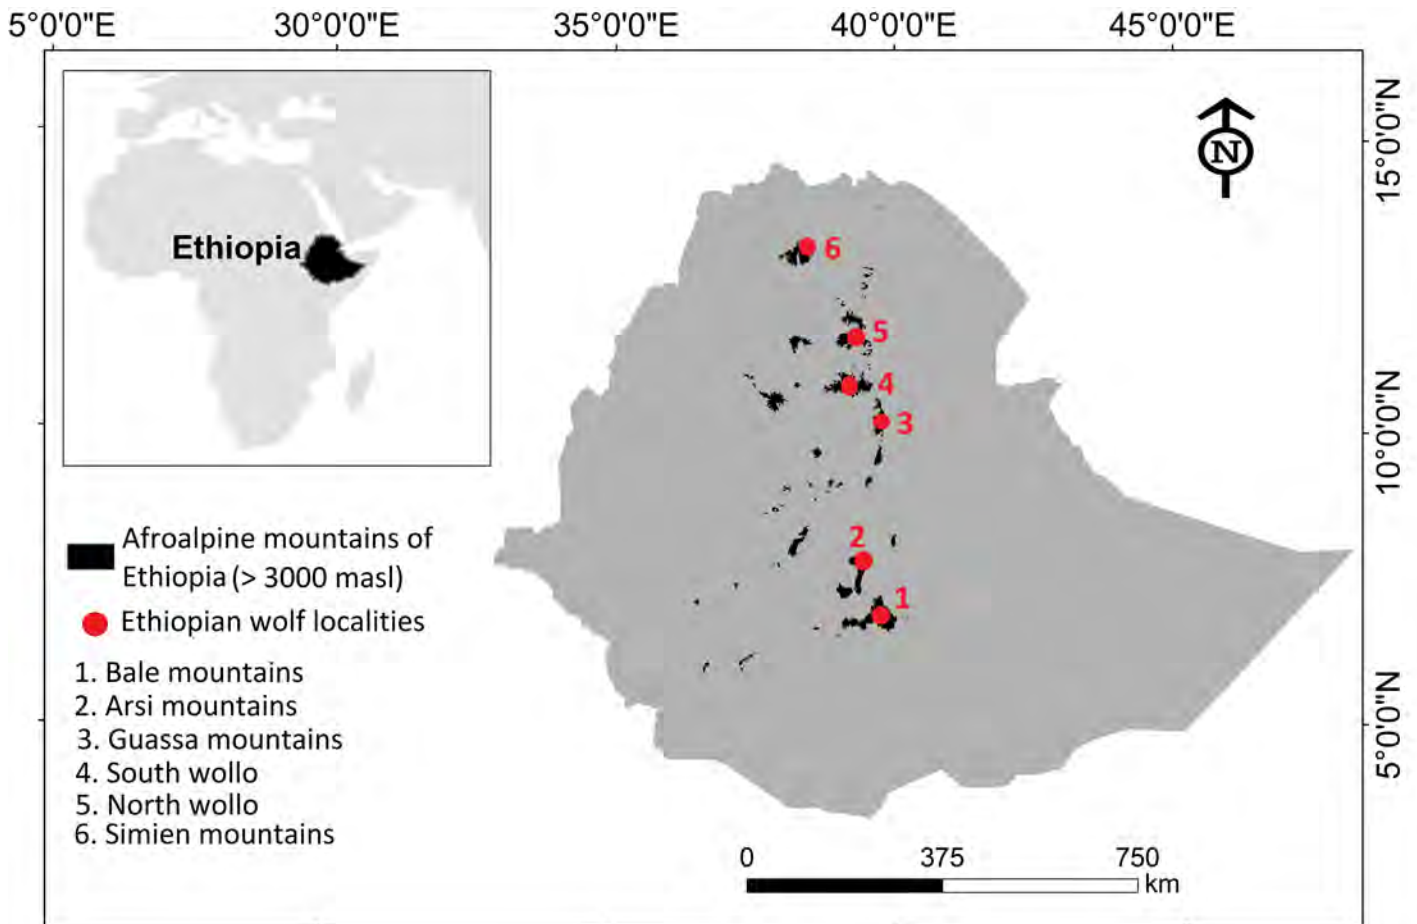 5°0'0"E 30°0'0"E 35°0'0"E 40°0'0"E 45°0'0"E
Ethiopia
N
15°0'0"N
10°0'0"N
5°0'0"N
6
5
4
3
2
1
Afroalpine mountains of
Ethiopia (> 3000 masl)
Ethiopian wolf localities
1. Bale mountains
2. Arsi mountains
3. Guassa mountains
4. South wollo
5. North wollo
6. Simien mountains
0 375 750
km